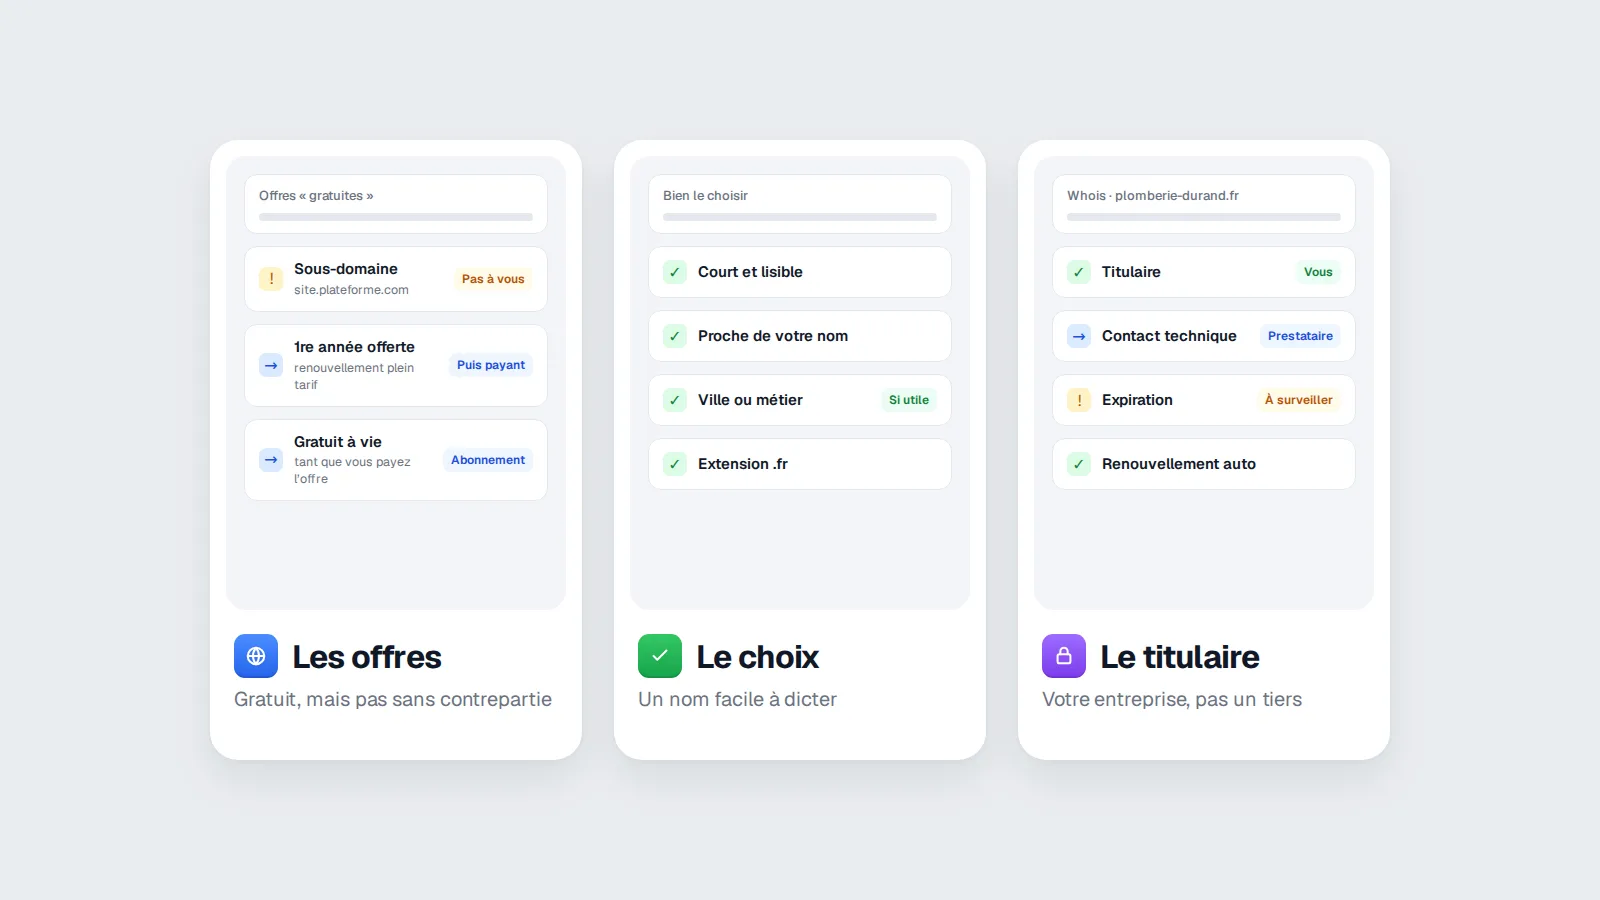 Offres « gratuites »
!
Sous-domaine
site.plateforme.com
Pas à vous
→
1re année offerte
renouvellement plein
tarif
Puis payant
→
Gratuit à vie
tant que vous payez
l'offre
Abonnement
Les offres
Gratuit, mais pas sans contrepartie
Bien le choisir
✓ Court et lisible
✓ Proche de votre nom
✓ Ville ou métier Si utile
✓ Extension .fr
Le choix
Un nom facile à dicter
Whois · plomberie-durand.fr
✓ Titulaire Vous
→ Contact technique Prestataire
! Expiration À surveiller
✓ Renouvellement auto
Le titulaire
Votre entreprise, pas un tiers